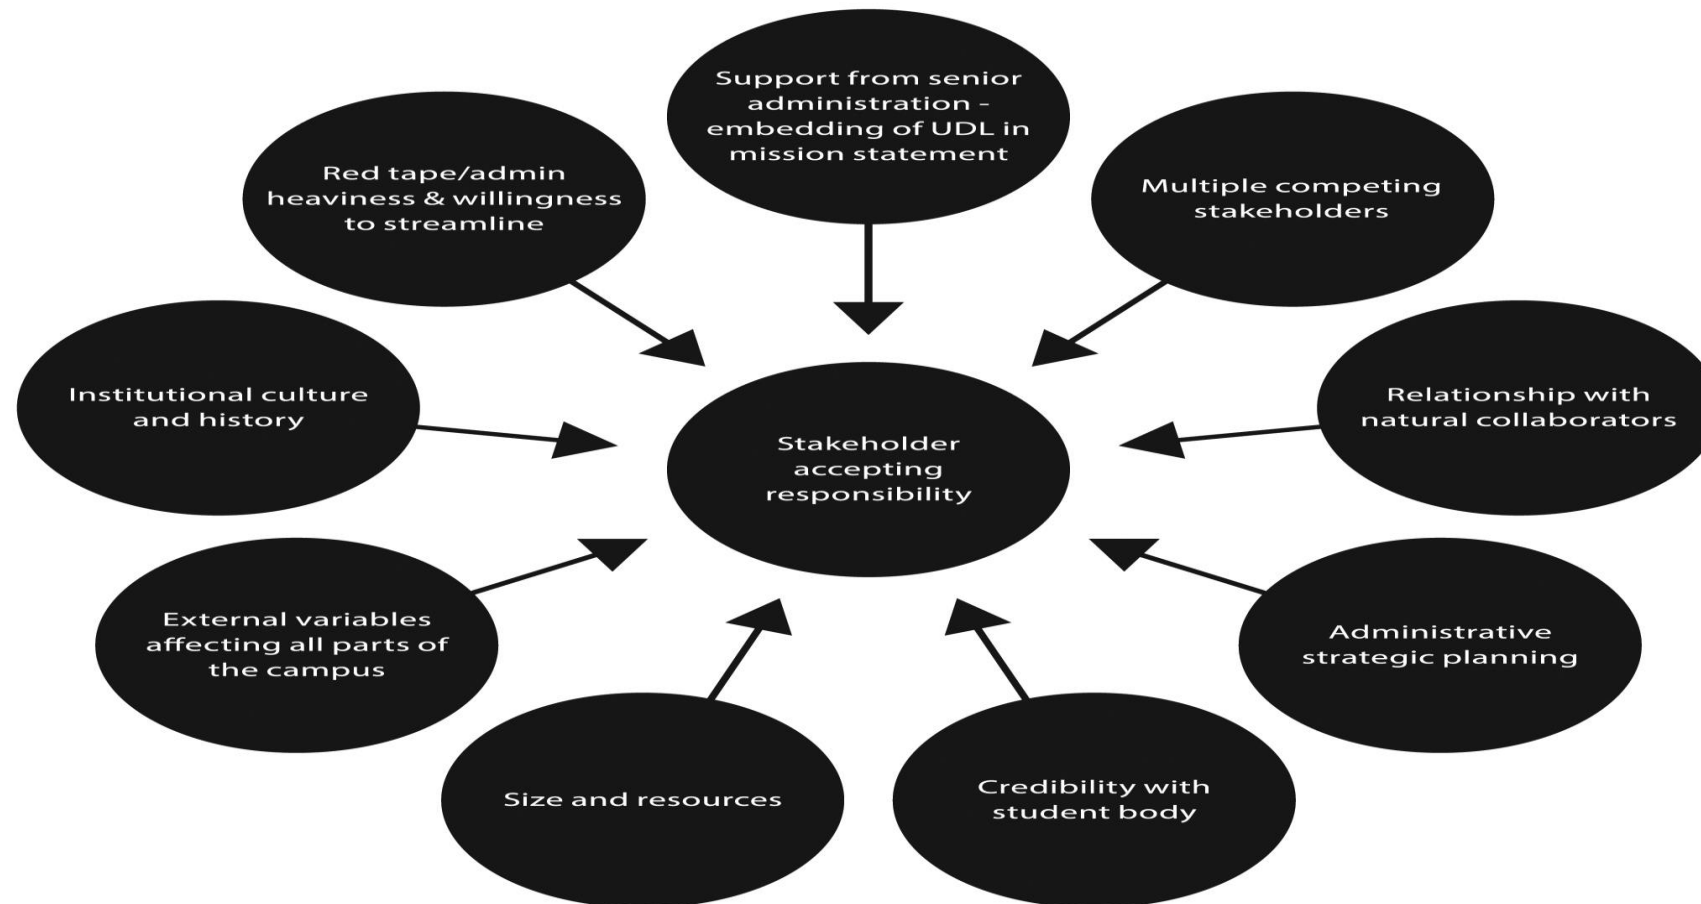 Support from senior
administration -
embedding of UDL in
mission statement
Red tape/admin
heaviness & willingness
to streamline
Multiple competing
stakeholders
Institutional culture
and history
Relationship with
natural collaborators
Stakeholder
accepting
responsibility
External variables
affecting all parts of
the campus
Administrative
strategic planning
Size and resources
Credibility with
student body